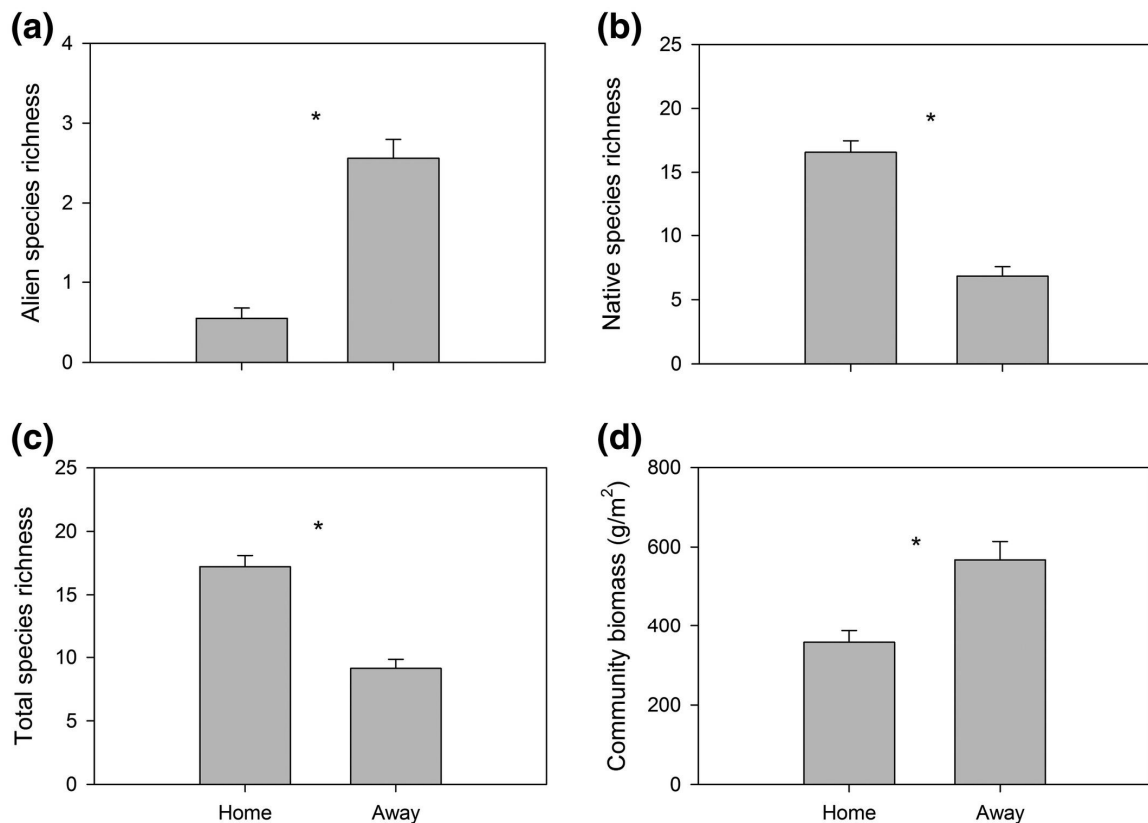 (a)
Alien species richness
4
3
2
1
0
*
(b)
Native species richness
25
20
15
10
5
0
*
(c)
Total species richness
25
20
15
10
5
0
*
Home Away
(d)
Community biomass (g/m²)
800
600
400
200
0
*
Home Away